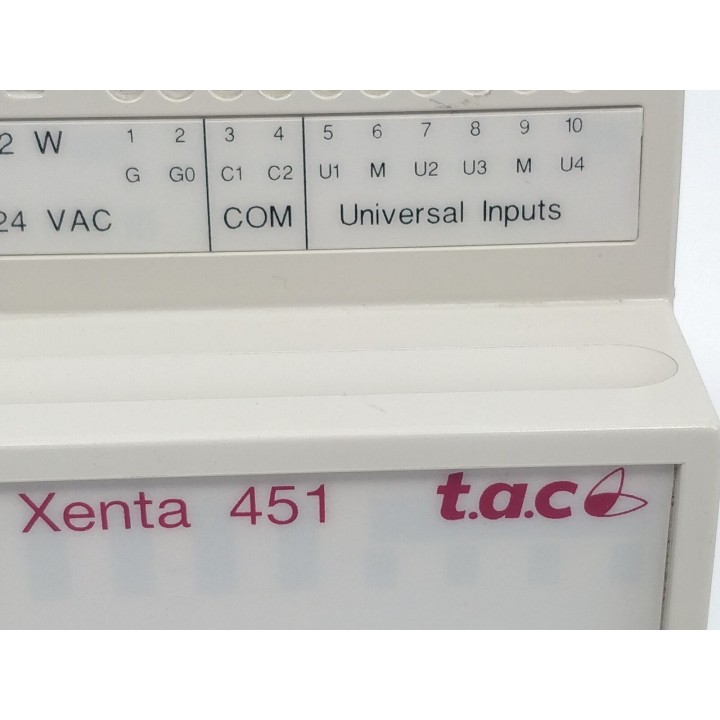 2 W 1 2 3 4 5 6 7 8 9 10
G G0 C1 C2 U1 M U2 U3 M U4
24 VAC COM Universal Inputs
Xenta 451 t.a.c